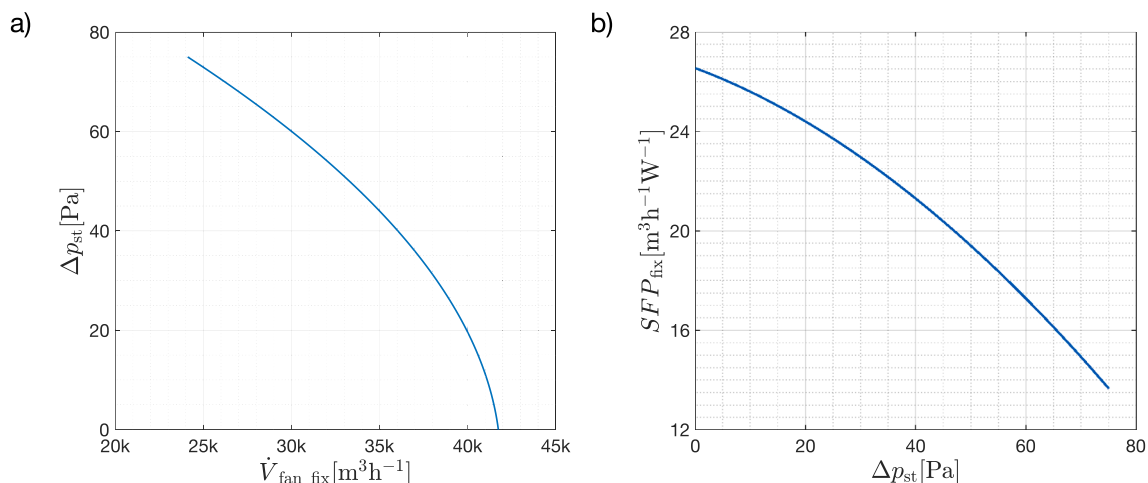 a)
80
60
40
20
0
Δp_st[Pa]
20k 25k 30k 35k 40k 45k
V̇_fan_fix[m³h⁻¹]
b)
28
24
20
16
12
SFP_fix[m³h⁻¹W⁻¹]
0 20 40 60 80
Δp_st[Pa]